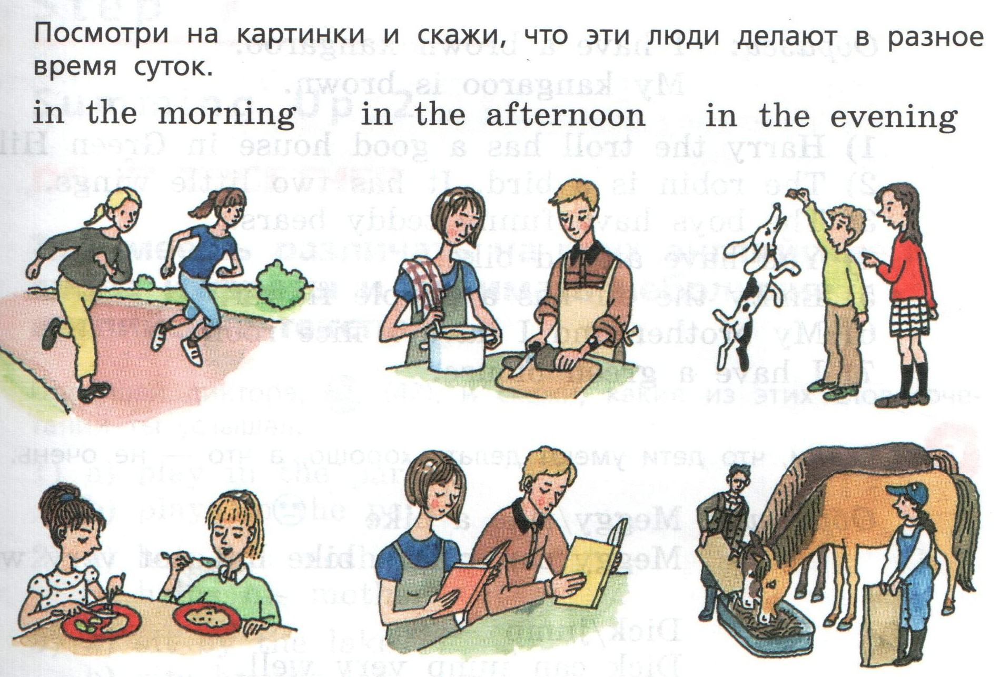 Посмотри на картинки и скажи, что эти люди делают в разное
время суток.
in the morning in the afternoon in the evening